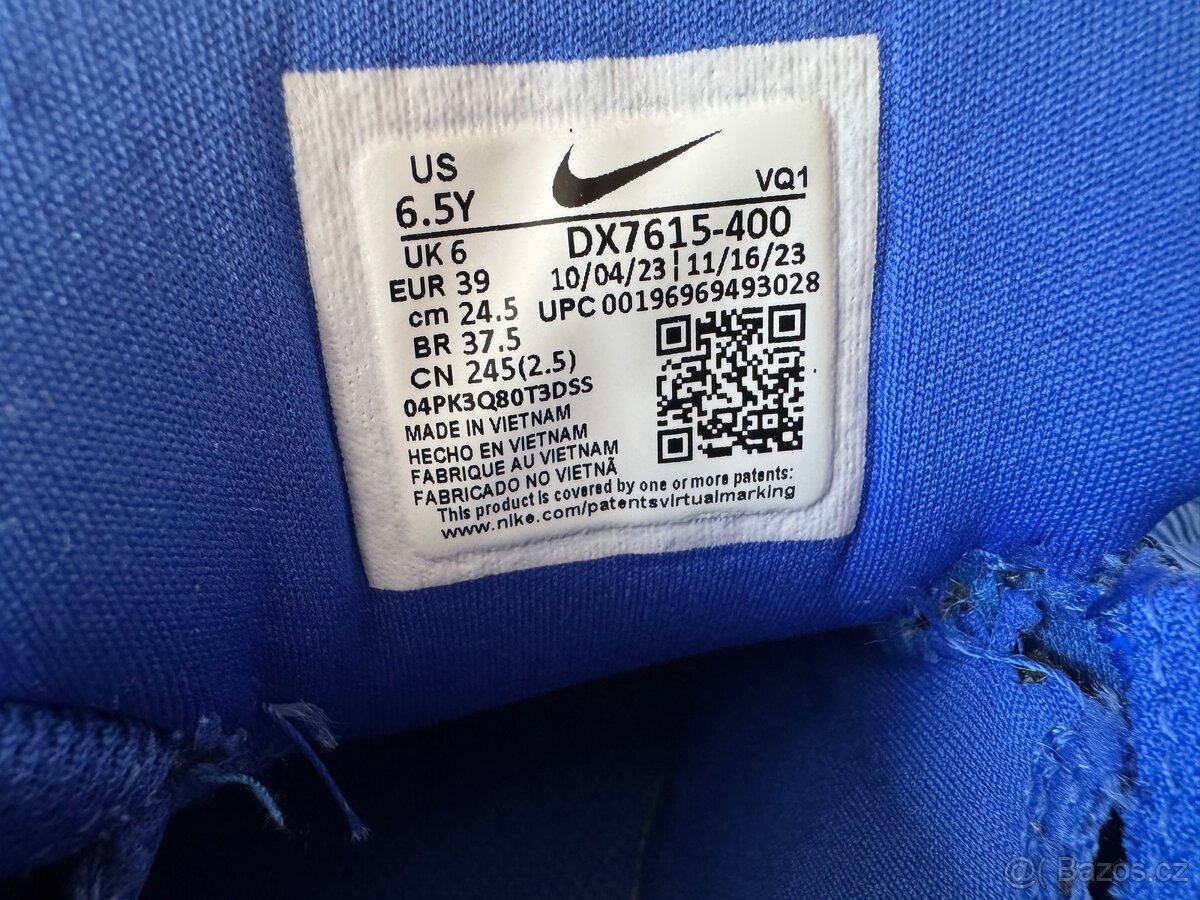 US
6.5Y
VQ1
UK 6
DX7615-400
EUR 39
10/04/23 | 11/16/23
cm 24.5
UPC 00196969493028
BR 37.5
CN 245(2.5)
04PK3Q80T3DSS
MADE IN VIETNAM
HECHO EN VIETNAM
FABRIQUE AU VIETNAM
FABRICADO NO VIETNÃ
This product is covered by one or more patents:
www.nike.com/patentsvirtualmarking
@( Bazos.cz